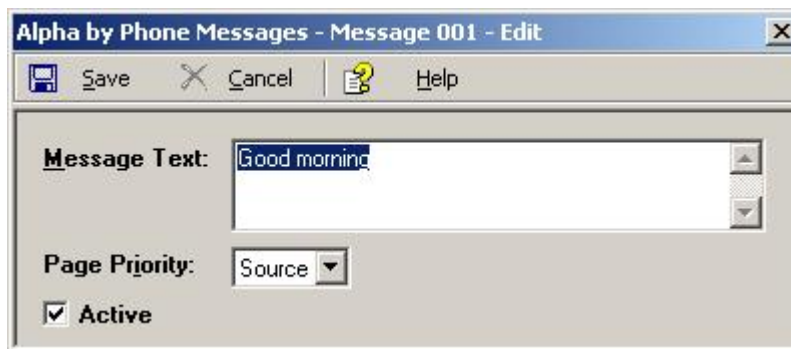 Alpha by Phone Messages - Message 001 - Edit
Save Cancel Help
Message Text: Good morning
Page Priority: Source
Active